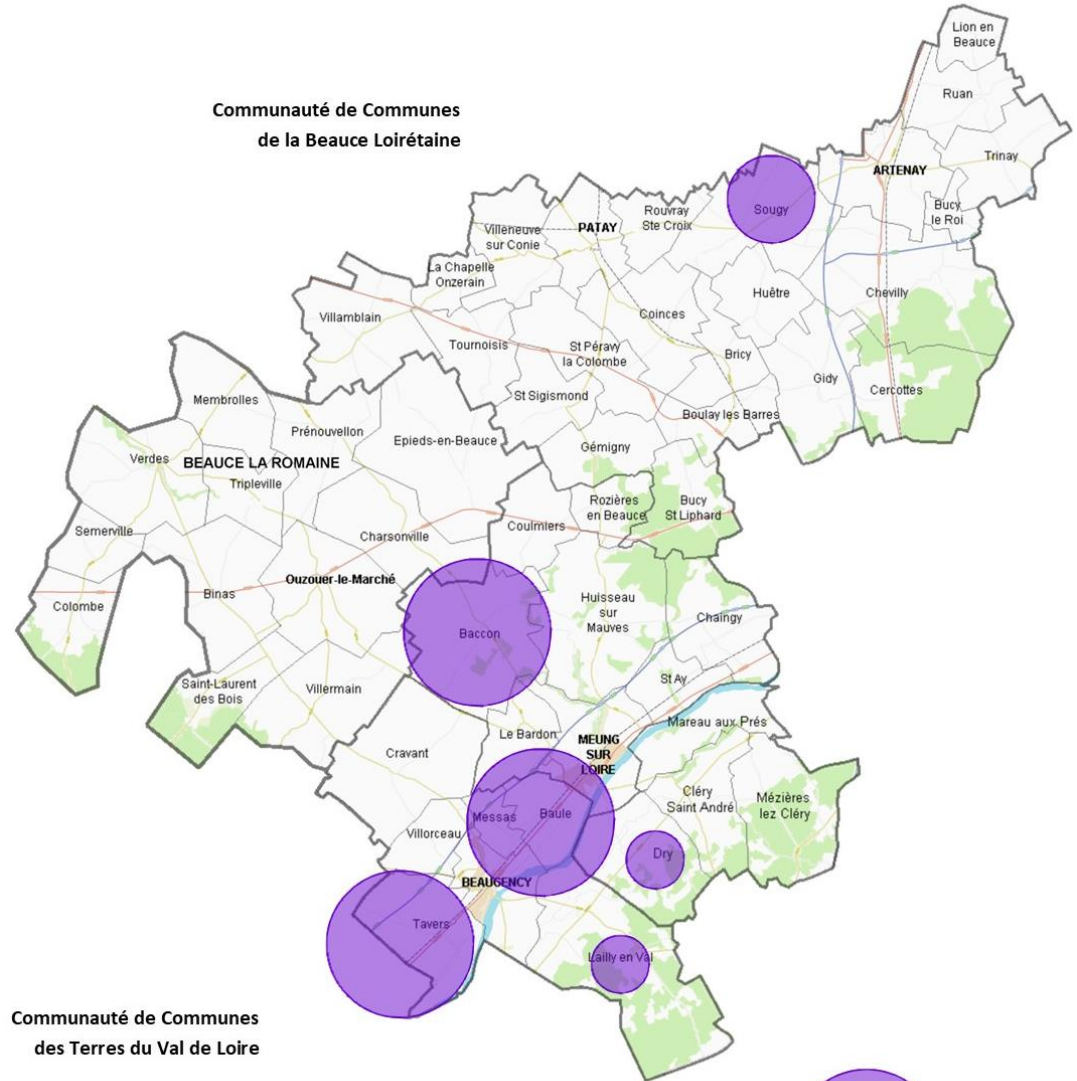 Lion en
Beauce
Ruan
Communauté de Communes
de la Beauce Loirétaine
Trinay
ARTENAY
Bucy
le Roi
Sougy
Rouvray
Ste Croix
PATAY
Villeneuve
sur Conie
La Chapelle
Onzerain
Huêtre
Chevilly
Villamblain
Coinces
Tournoisis
St Péravy
la Colombe
Bricy
Gidy
Cercottes
St Sigismond
Boulay les Barres
Membrolles
Prénouvellon
Epieds-en-Beauce
Gémigny
Verdes
BEAUCE LA ROMAINE
Tripleville
Rozières
en Beauce
Bucy
St Liphard
Semerville
Coulmiers
Charsonville
Ouzouer-le-Marché
Binas
Colombe
Huisseau
sur
Mauves
Chaingy
Baccon
St Ay
Saint-Laurent
des Bois
Villermain
Mareau aux Prés
Le Bardon
MEUNG
SUR
LOIRE
Cravant
Cléry
Saint André
Mézières
lez Cléry
Messas
Baule
Villorceau
Dry
BEAUGENCY
Tavers
Lailly en Val
Communauté de Communes
des Terres du Val de Loire